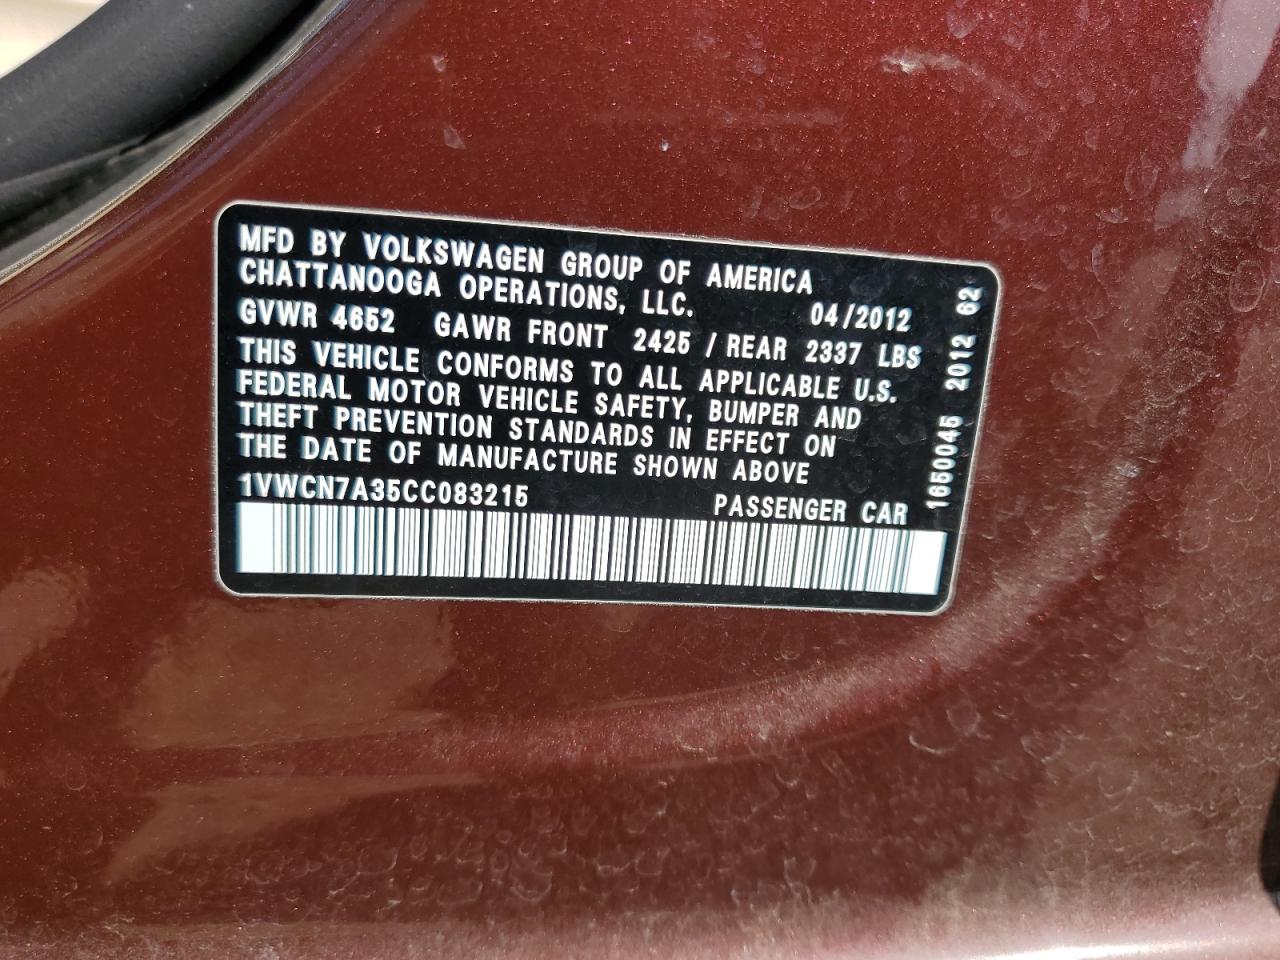 MFD BY VOLKSWAGEN GROUP OF AMERICA
CHATTANOOGA OPERATIONS, LLC. 04/2012
GVWR 4652 GAWR FRONT 2425 / REAR 2337 LBS
THIS VEHICLE CONFORMS TO ALL APPLICABLE U.S.
FEDERAL MOTOR VEHICLE SAFETY, BUMPER AND
THEFT PREVENTION STANDARDS IN EFFECT ON
THE DATE OF MANUFACTURE SHOWN ABOVE
1VWCN7A35CC083215 PASSENGER CAR
1650045 2012 62